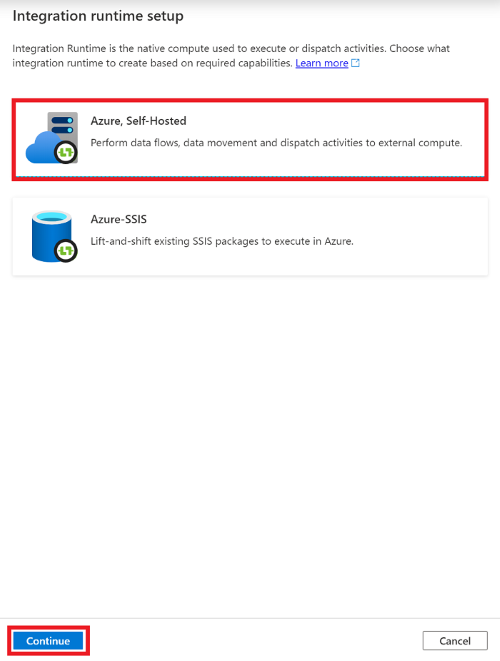 Integration runtime setup
Integration Runtime is the native compute used to execute or dispatch activities. Choose what
integration runtime to create based on required capabilities. Learn more
Azure, Self-Hosted
Perform data flows, data movement and dispatch activities to external compute.
Azure-SSIS
Lift-and-shift existing SSIS packages to execute in Azure.
Continue
Cancel